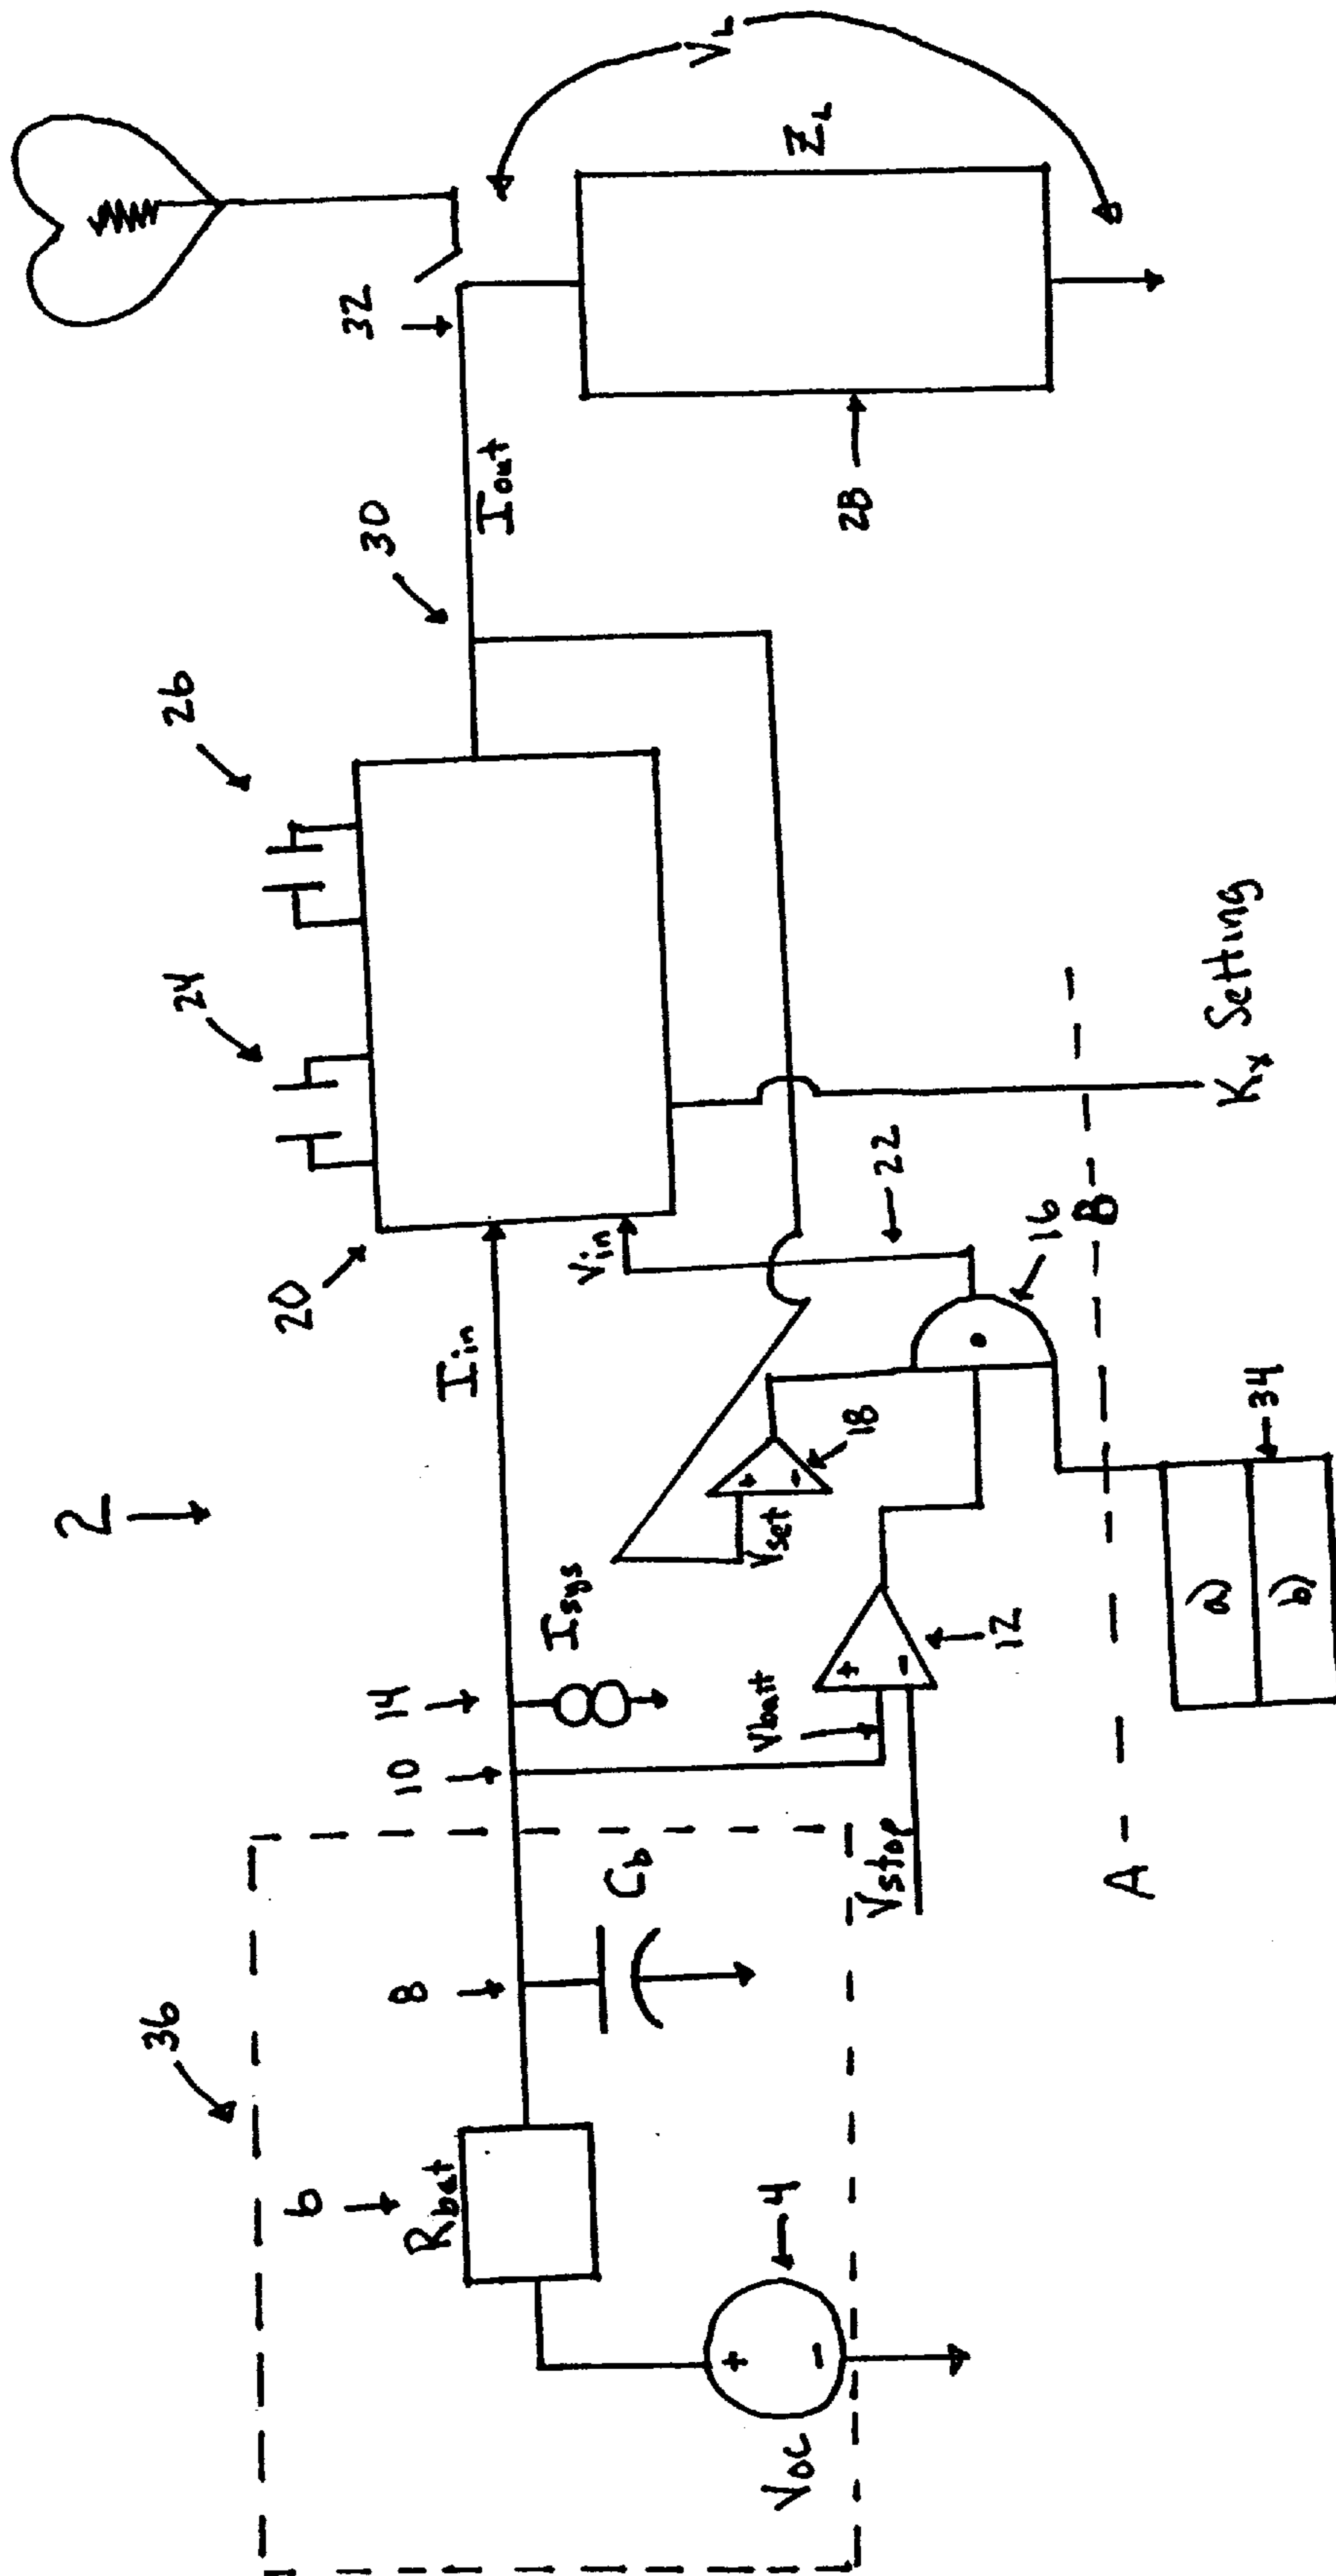 2
36
6
Rbat
8
Cb
4
VOC
+
-
10
14
Isys
Iin
20
24
26
30
Iout
32
VL
ZL
28
Vin
22
Vset
+
-
18
Vbatt
Vstop
+
-
12
16
A
B
Kx Setting
a)
b)
34